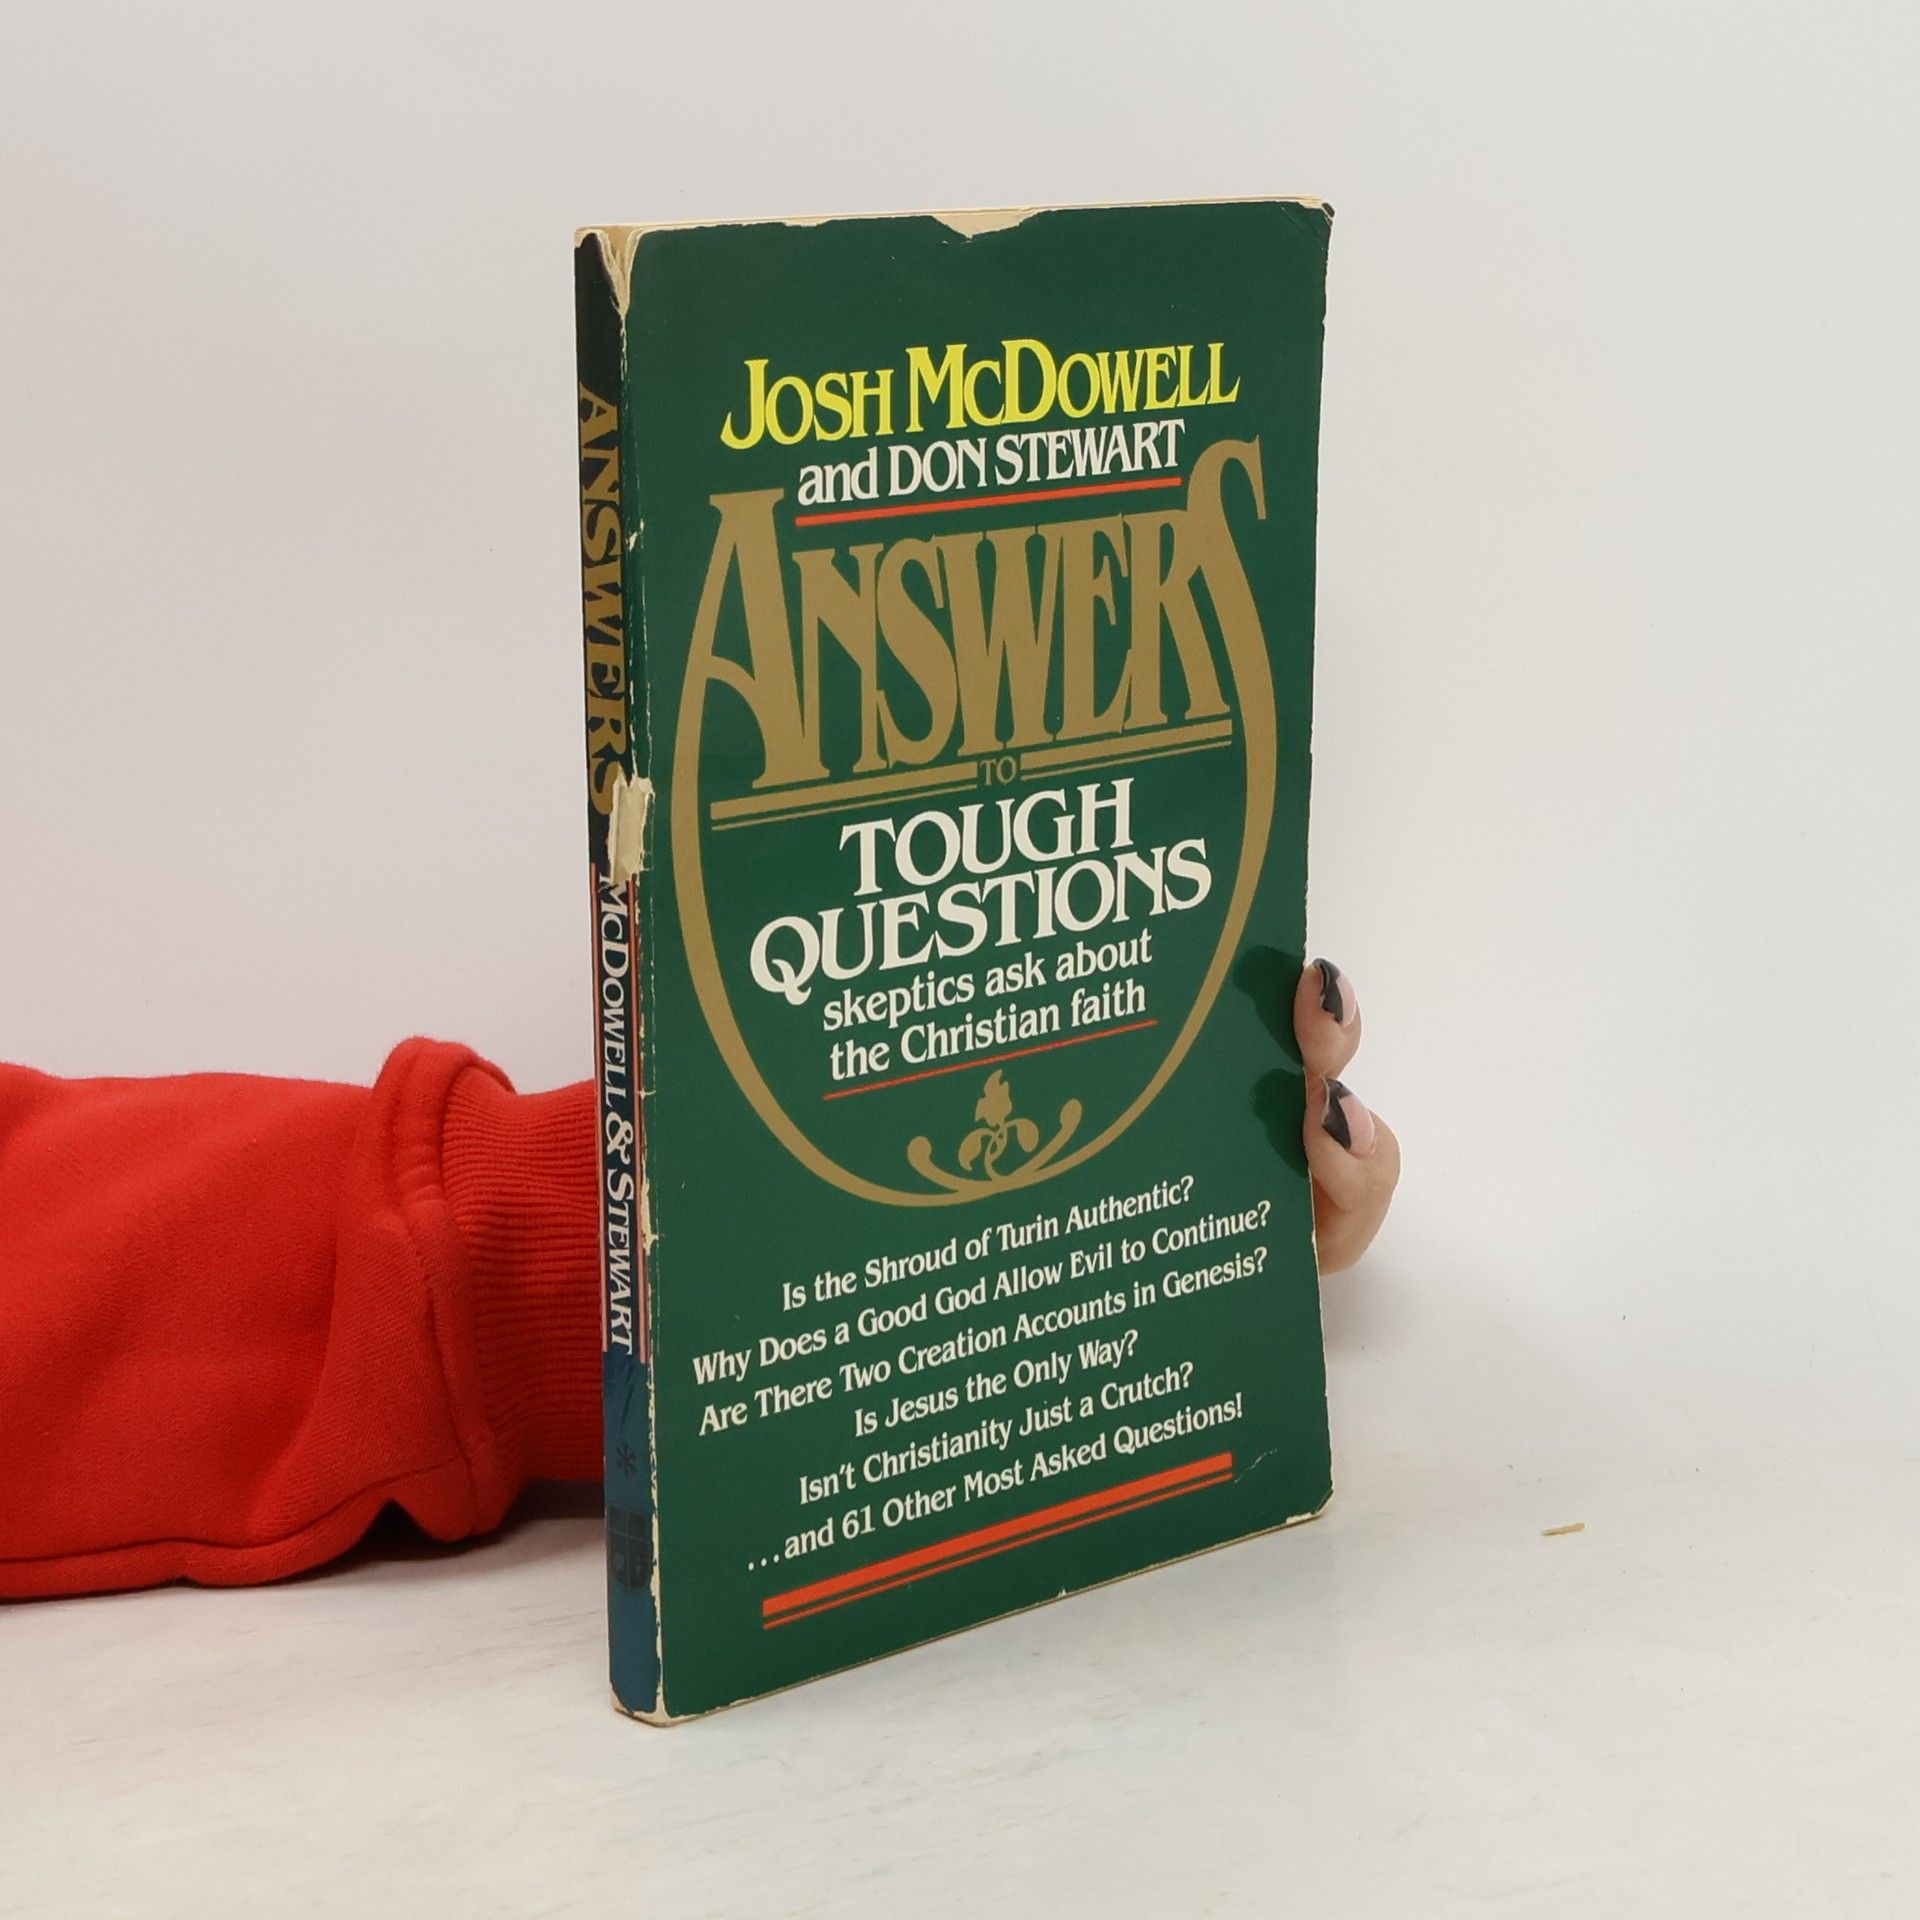 JOSH MCDOWELL
and DON STEWART
ANSWERS
TO
TOUGH
QUESTIONS
skeptics ask about
the Christian faith
Is the Shroud of Turin Authentic?
Why Does a Good God Allow Evil to Continue?
Are There Two Creation Accounts in Genesis?
Is Jesus the Only Way?
Isn't Christianity Just a Crutch?
...and 61 Other Most Asked Questions!
ANSWERS
MCDOWELL & STEWART
*